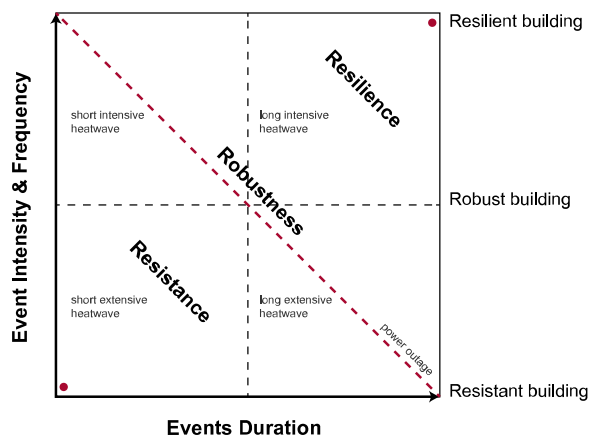 Resilient building
Resilience
short intensive
heatwave
long intensive
heatwave
Event Intensity & Frequency
Robustness
Robust building
Resistance
short extensive
heatwave
long extensive
heatwave
power outage
Resistant building
Events Duration